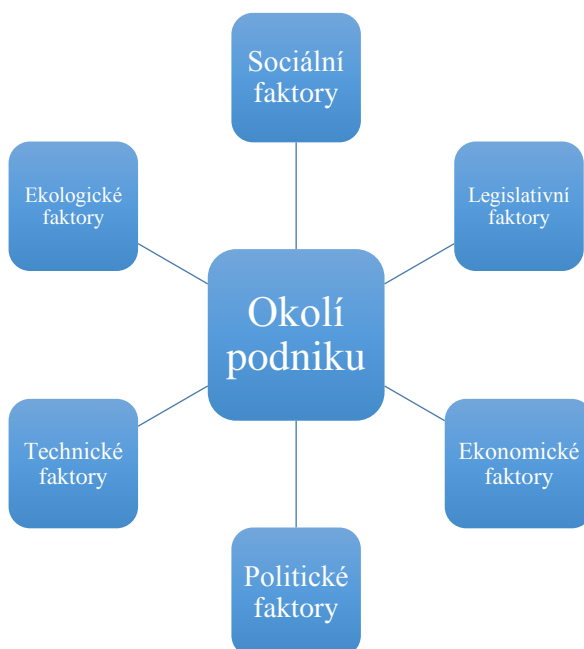 Sociální
faktory
Ekologické
faktory
Legislativní
faktory
Okolí
podniku
Technické
faktory
Ekonomické
faktory
Politické
faktory